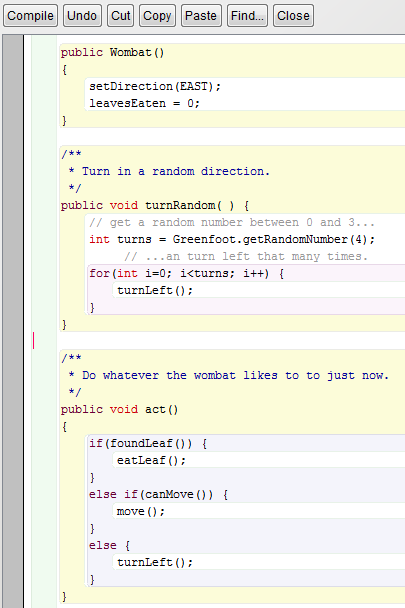 Compile Undo Cut Copy Paste Find... Close
public Wombat()
{
setDirection(EAST);
leavesEaten = 0;
}
/**
* Turn in a random direction.
*/
public void turnRandom( ) {
// get a random number between 0 and 3...
int turns = Greenfoot.getRandomNumber(4);
// ...an turn left that many times.
for(int i=0; i<turns; i++) {
turnLeft();
}
}
/**
* Do whatever the wombat likes to to just now.
*/
public void act()
{
if(foundLeaf()) {
eatLeaf();
}
else if(canMove()) {
move();
}
else {
turnLeft();
}
}